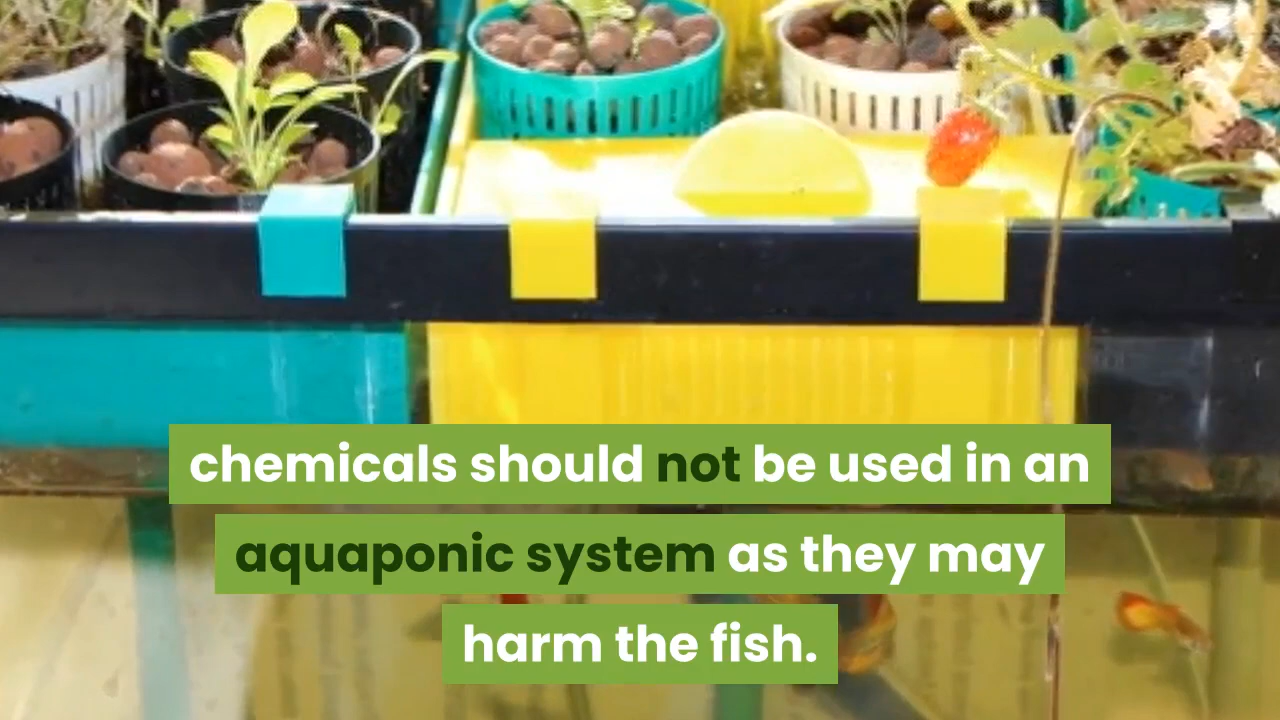 chemicals should not be used in an
aquaponic system as they may
harm the fish.